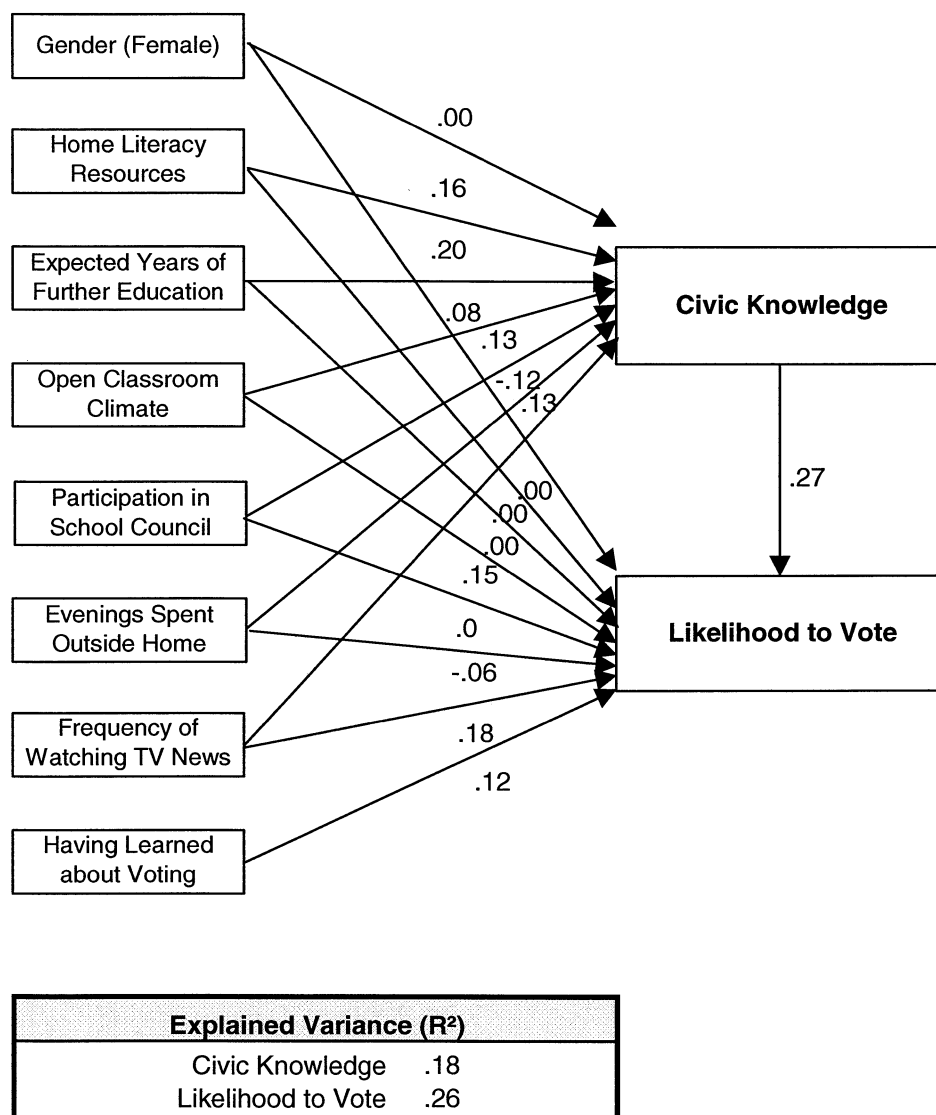 Gender (Female)
.00
Home Literacy
Resources
.16
.20
Expected Years of
Further Education
Civic Knowledge
.08
.13
Open Classroom
Climate
-.12
.13
.27
Participation in
School Council
.00
.00
.00
.15
Evenings Spent
Outside Home
.0
Likelihood to Vote
-.06
Frequency of
Watching TV News
.18
.12
Having Learned
about Voting
Explained Variance (R²)
Civic Knowledge .18
Likelihood to Vote .26